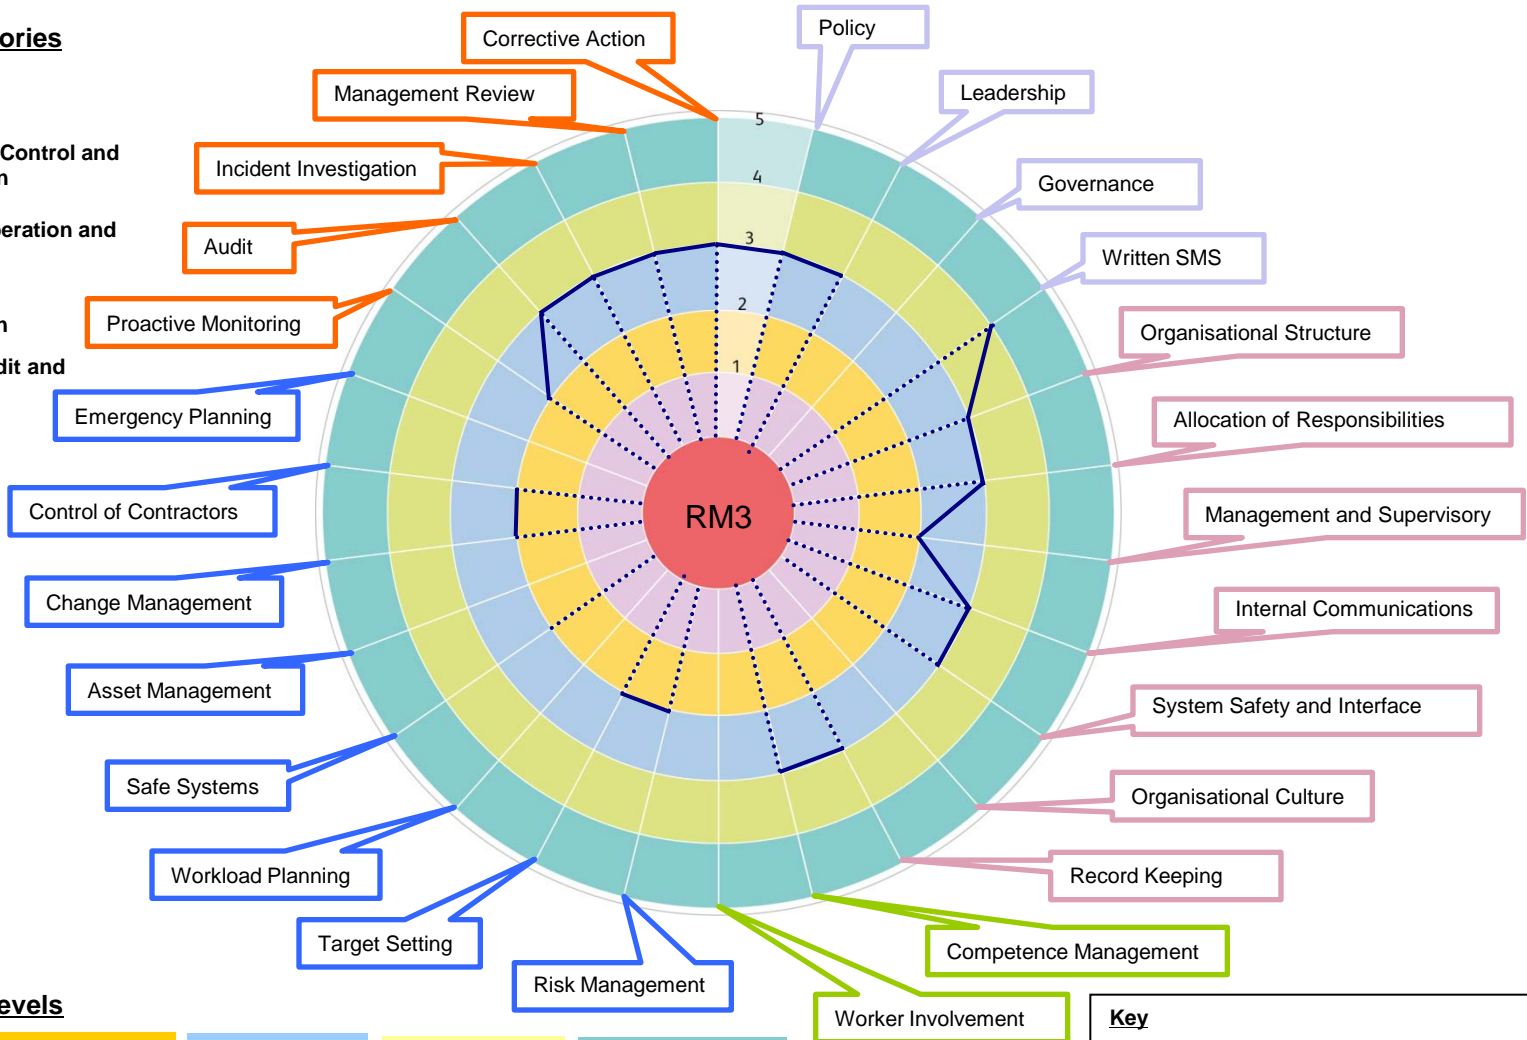 ories
Control and
n
eration and
n
dit and
Corrective Action
Policy
Management Review
Leadership
Incident Investigation
Governance
Audit
Written SMS
Proactive Monitoring
Organisational Structure
Emergency Planning
Allocation of Responsibilities
Control of Contractors
Management and Supervisory
Change Management
Internal Communications
Asset Management
System Safety and Interface
Safe Systems
Organisational Culture
Workload Planning
Record Keeping
Target Setting
Competence Management
Risk Management
Worker Involvement
5
4
3
2
1
RM3
evels
Key